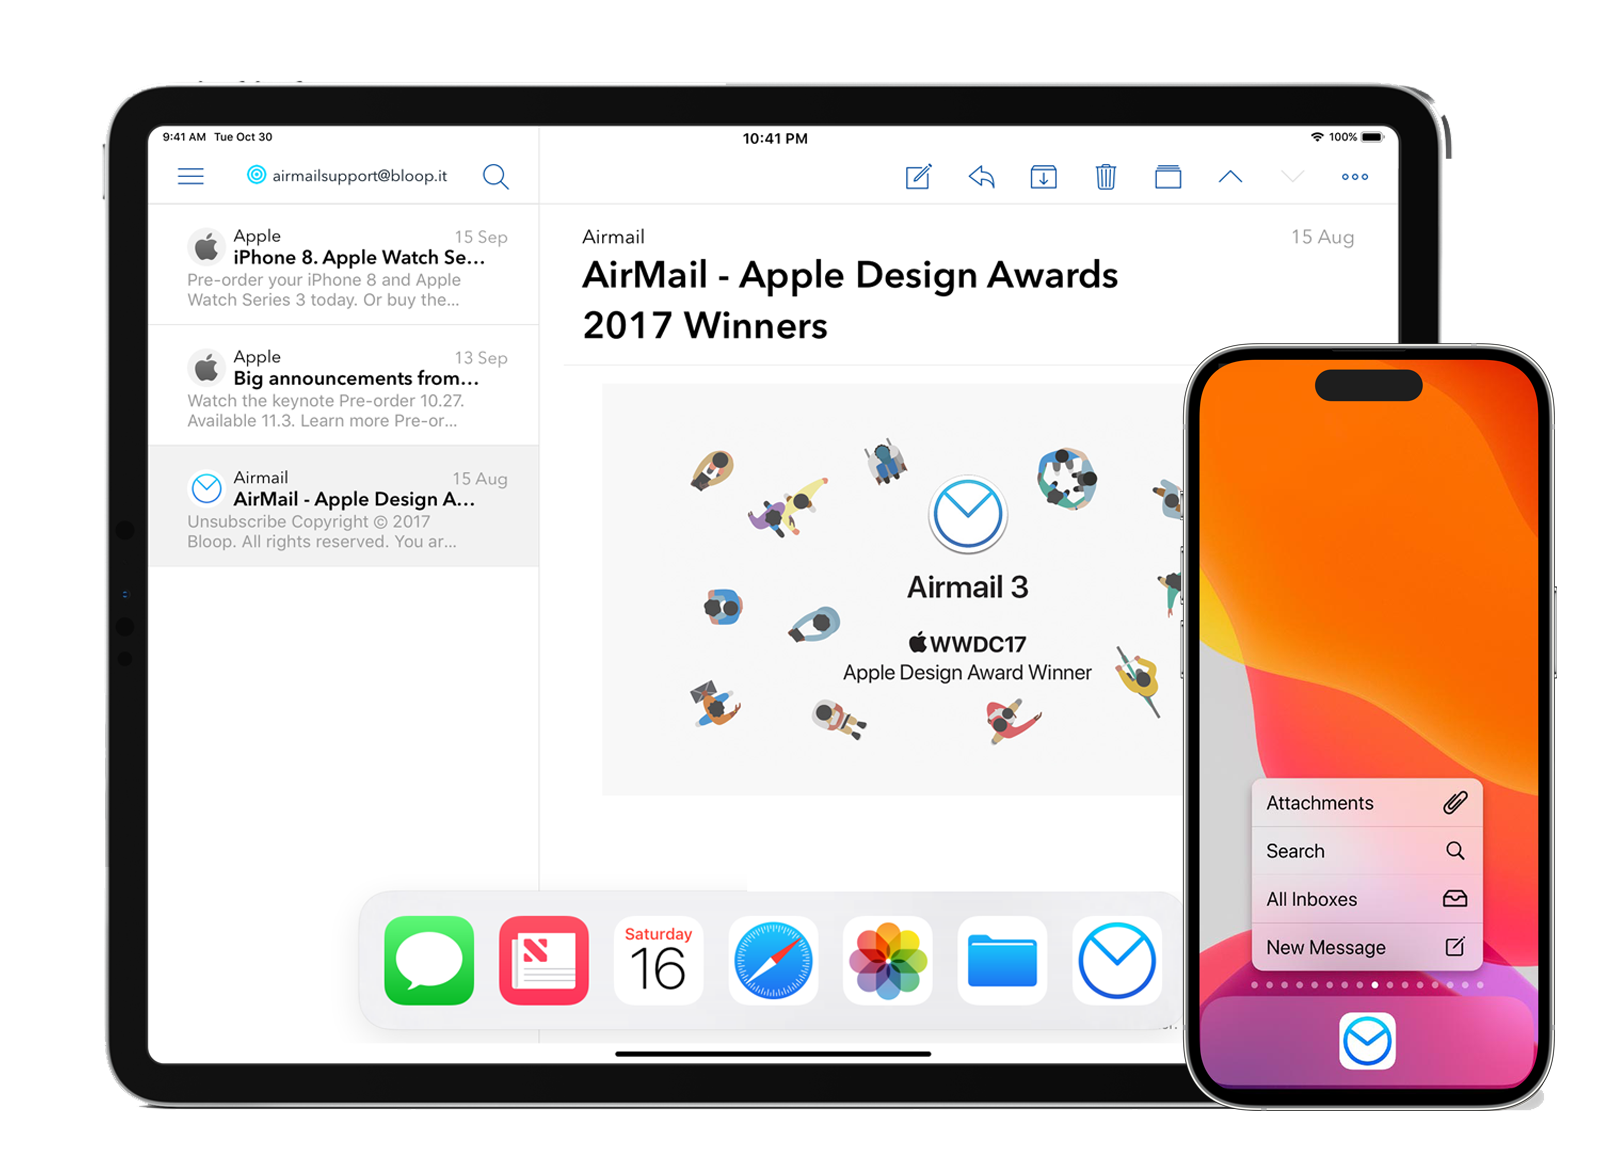 9:41 AM Tue Oct 30
10:41 PM
100%
airmailsupport@bloop.it
Apple
15 Sep
iPhone 8. Apple Watch Se...
Pre-order your iPhone 8 and Apple
Watch Series 3 today. Or buy the...
Apple
13 Sep
Big announcements from...
Watch the keynote Pre-order 10.27.
Available 11.3. Learn more Pre-or...
Airmail
15 Aug
AirMail - Apple Design A...
Unsubscribe Copyright © 2017
Bloop. All rights reserved. You ar...
Airmail
15 Aug
AirMail - Apple Design Awards
2017 Winners
Airmail 3
WWDC17
Apple Design Award Winner
Saturday
16
Attachments
Search
All Inboxes
New Message